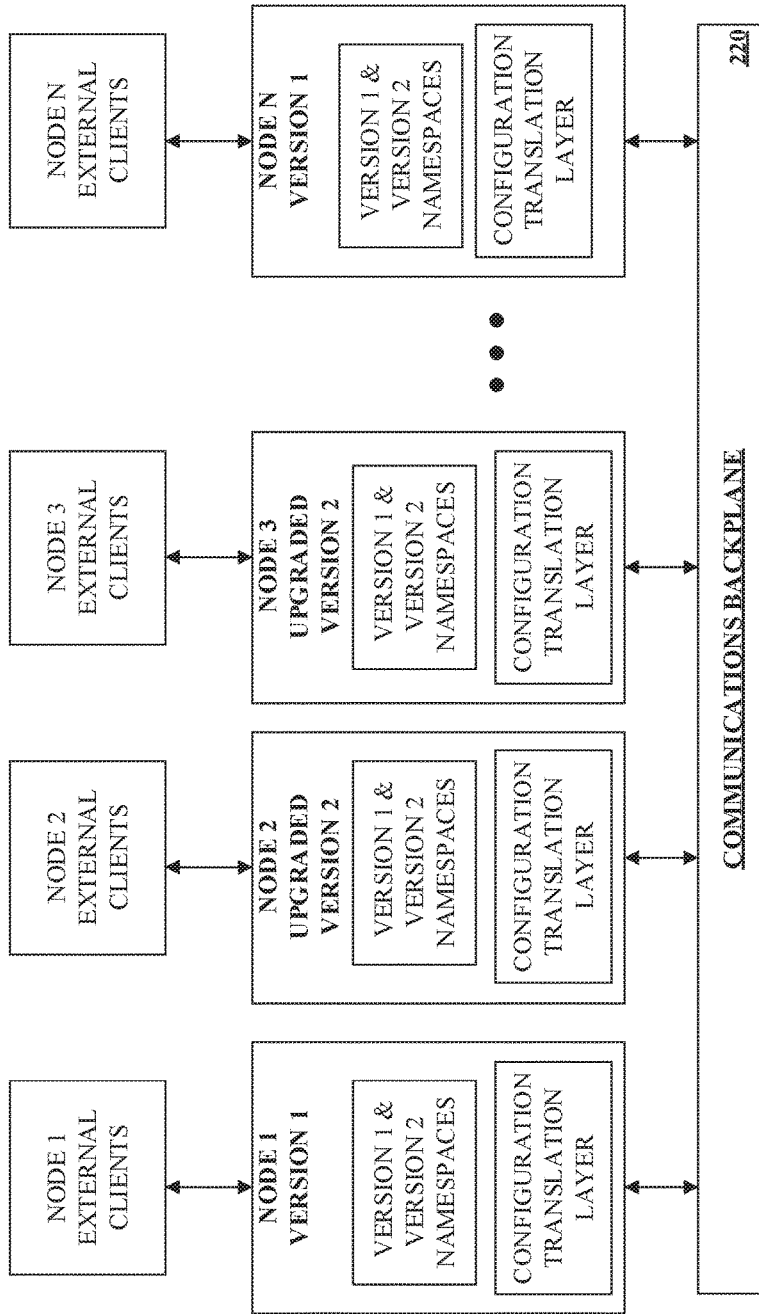 NODE 1
EXTERNAL
CLIENTS
NODE 2
EXTERNAL
CLIENTS
NODE 3
EXTERNAL
CLIENTS
NODE N
EXTERNAL
CLIENTS
NODE 1
VERSION 1
VERSION 1 &
VERSION 2
NAMESPACES
CONFIGURATION
TRANSLATION
LAYER
NODE 2
UPGRADED
VERSION 2
VERSION 1 &
VERSION 2
NAMESPACES
CONFIGURATION
TRANSLATION
LAYER
NODE 3
UPGRADED
VERSION 2
VERSION 1 &
VERSION 2
NAMESPACES
CONFIGURATION
TRANSLATION
LAYER
NODE N
VERSION 1
VERSION 1 &
VERSION 2
NAMESPACES
CONFIGURATION
TRANSLATION
LAYER
COMMUNICATIONS BACKPLANE
220